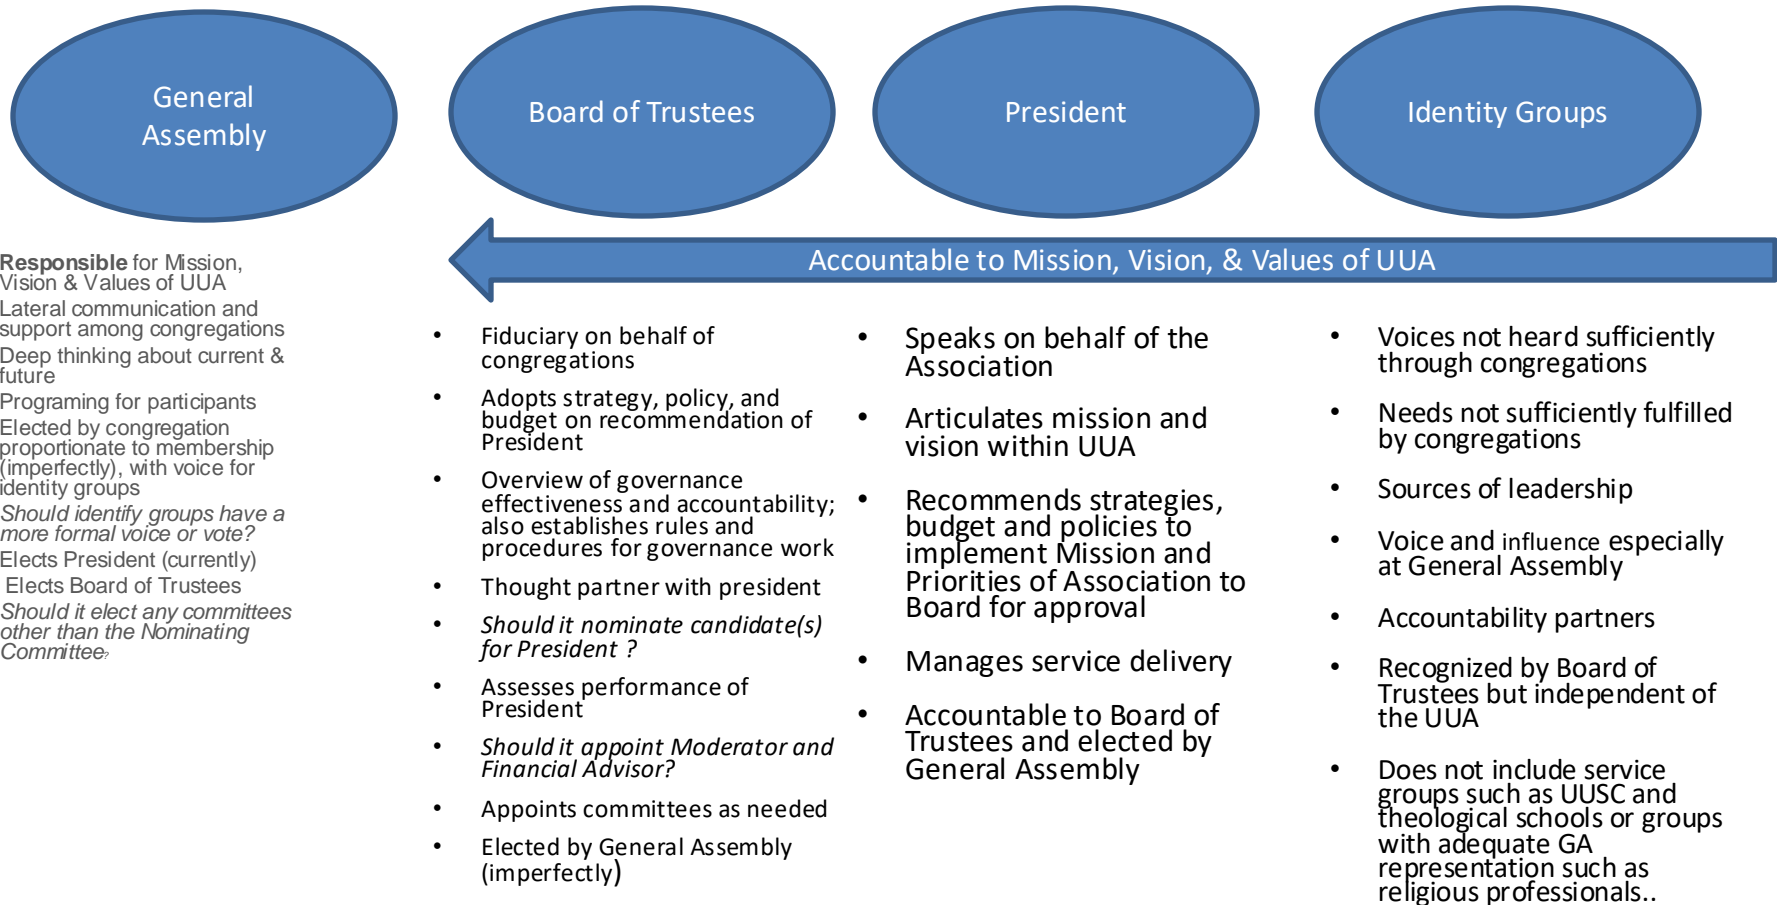 General
Assembly
Board of Trustees
President
Identity Groups
Accountable to Mission, Vision, & Values of UUA
Responsible for Mission,
Vision & Values of UUA
Lateral communication and
support among congregations
Deep thinking about current &
future
Programing for participants
Elected by congregation
proportionate to membership
(imperfectly), with voice for
identity groups
Should identify groups have a
more formal voice or vote?
Elects President (currently)
Elects Board of Trustees
Should it elect any committees
other than the Nominating
Committee?
• Fiduciary on behalf of
congregations
• Adopts strategy, policy, and
budget on recommendation of
President
• Overview of governance
effectiveness and accountability;
also establishes rules and
procedures for governance work
• Thought partner with president
• Should it nominate candidate(s)
for President ?
• Assesses performance of
President
• Should it appoint Moderator and
Financial Advisor?
• Appoints committees as needed
• Elected by General Assembly
(imperfectly)
• Speaks on behalf of the
Association
• Articulates mission and
vision within UUA
• Recommends strategies,
budget and policies to
implement Mission and
Priorities of Association to
Board for approval
• Manages service delivery
• Accountable to Board of
Trustees and elected by
General Assembly
• Voices not heard sufficiently
through congregations
• Needs not sufficiently fulfilled
by congregations
• Sources of leadership
• Voice and influence especially
at General Assembly
• Accountability partners
• Recognized by Board of
Trustees but independent of
the UUA
• Does not include service
groups such as UUSC and
theological schools or groups
with adequate GA
representation such as
religious professionals..